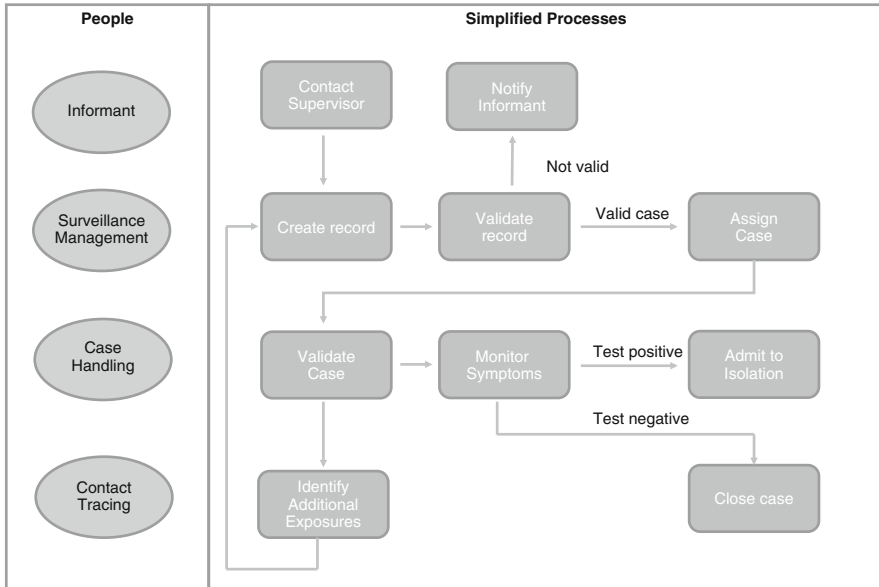 People
Simplified Processes
Informant
Contact
Supervisor
Notify
Informant
Not valid
Surveillance
Management
Create record
Validate
record
Valid case
Assign
Case
Case
Handling
Validate
Case
Monitor
Symptoms
Test positive
Admit to
Isolation
Test negative
Contact
Tracing
Identify
Additional
Exposures
Close case